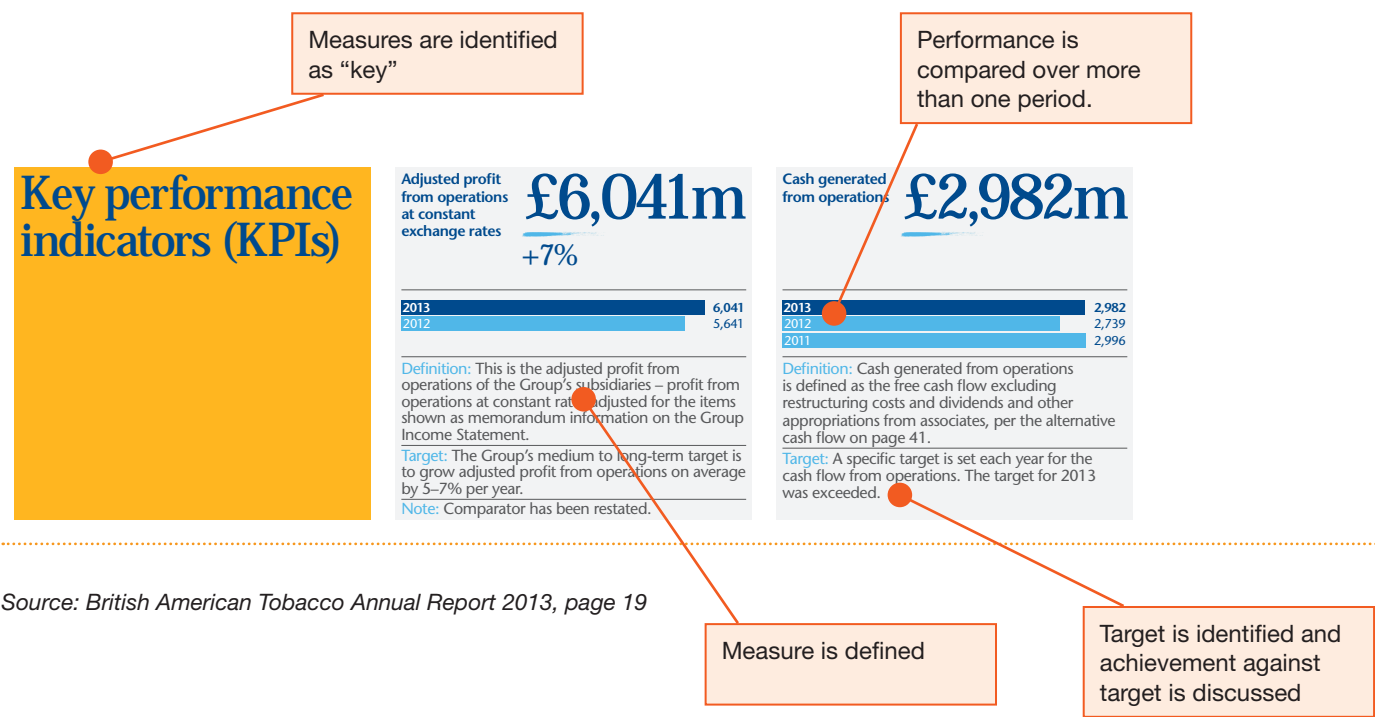 Measures are identified
as “key”
Performance is
compared over more
than one period.
Key performance
indicators (KPIs)
Adjusted profit
from operations
at constant
exchange rates
£6,041m
+7%
2013 6,041
2012 5,641
Definition: This is the adjusted profit from
operations of the Group’s subsidiaries – profit from
operations at constant rates adjusted for the items
shown as memorandum information on the Group
Income Statement.
Target: The Group’s medium to long-term target is
to grow adjusted profit from operations on average
by 5–7% per year.
Note: Comparator has been restated.
Cash generated
from operations
£2,982m
2013 2,982
2012 2,739
2011 2,996
Definition: Cash generated from operations
is defined as the free cash flow excluding
restructuring costs and dividends and other
appropriations from associates, per the alternative
cash flow on page 41.
Target: A specific target is set each year for the
cash flow from operations. The target for 2013
was exceeded.
Source: British American Tobacco Annual Report 2013, page 19
Measure is defined
Target is identified and
achievement against
target is discussed